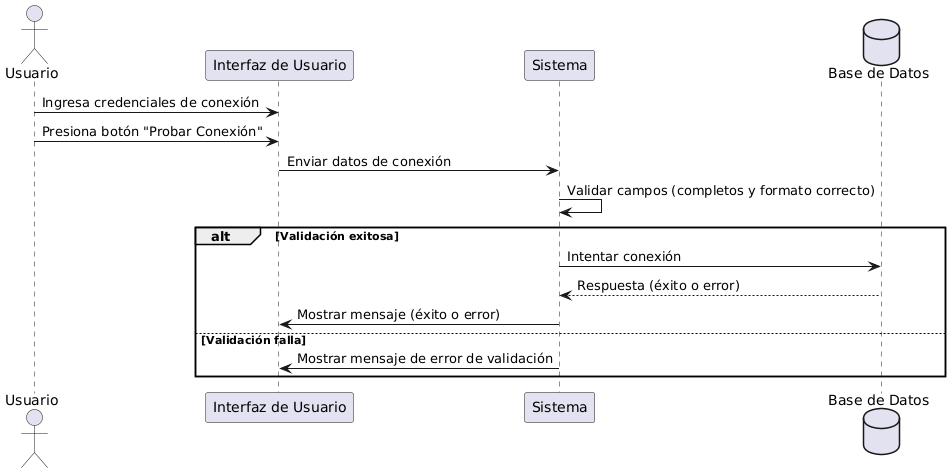 Usuario
Interfaz de Usuario
Sistema
Base de Datos
Ingresa credenciales de conexión
Presiona botón "Probar Conexión"
Enviar datos de conexión
Validar campos (completos y formato correcto)
alt
[Validación exitosa]
Intentar conexión
Respuesta (éxito o error)
Mostrar mensaje (éxito o error)
[Validación falla]
Mostrar mensaje de error de validación
Usuario
Interfaz de Usuario
Sistema
Base de Datos